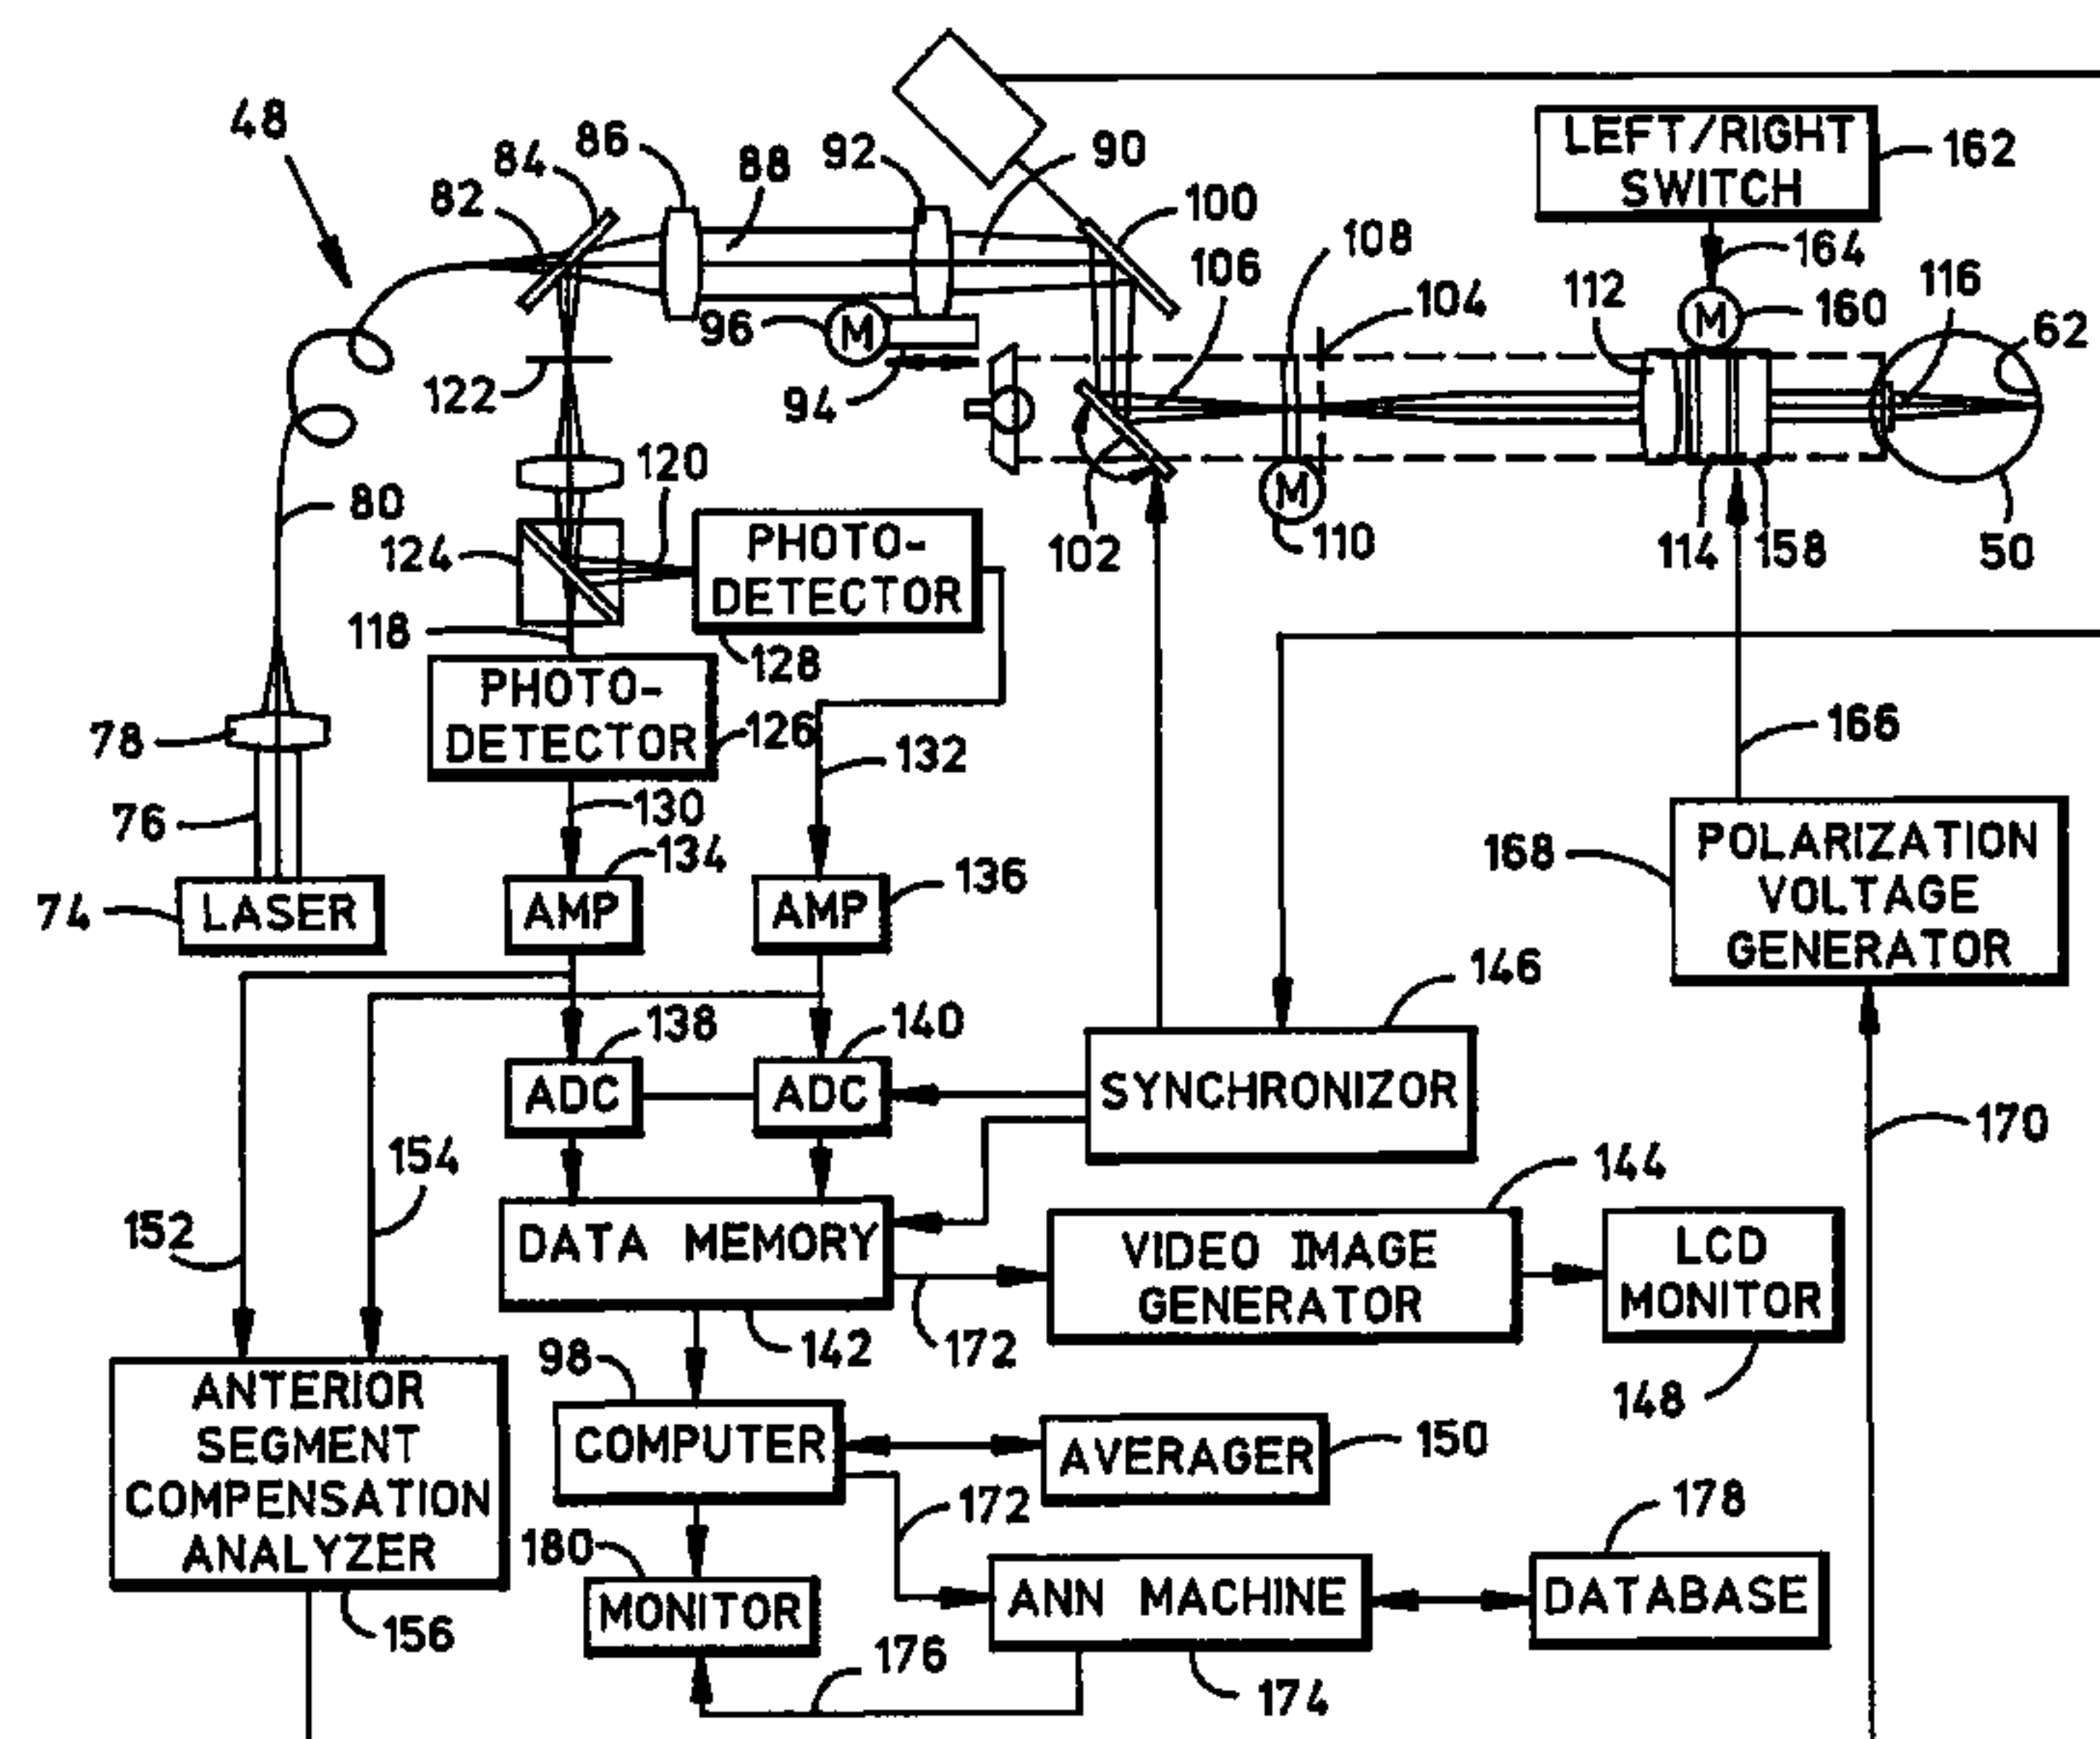 48
84
86
88
92
90
82
100
108
106
104
LEFT/RIGHT
SWITCH
162
164
112
M
160
116
62
96
M
94
122
80
120
124
PHOTO-
DETECTOR
128
102
M
110
114
158
50
118
PHOTO-
DETECTOR
126
78
132
166
76
130
134
136
74
LASER
AMP
AMP
168
POLARIZATION
VOLTAGE
GENERATOR
146
138
140
ADC
ADC
SYNCHRONIZOR
170
154
144
152
DATA MEMORY
VIDEO IMAGE
GENERATOR
LCD
MONITOR
142
172
148
98
ANTERIOR
SEGMENT
COMPENSATION
ANALYZER
COMPUTER
AVERAGER
150
172
178
180
MONITOR
ANN MACHINE
DATABASE
156
176
174